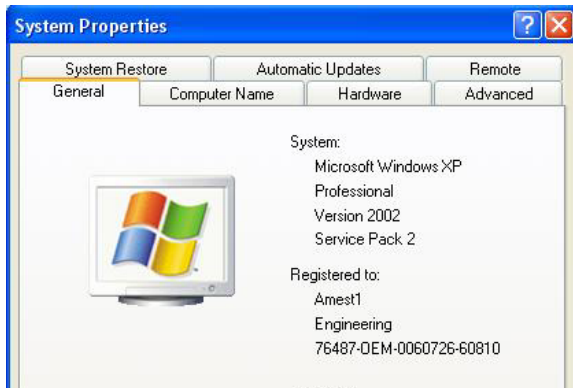 System Properties
System Restore Automatic Updates Remote
General Computer Name Hardware Advanced
System:
Microsoft Windows XP
Professional
Version 2002
Service Pack 2
Registered to:
Amest1
Engineering
76487-OEM-0060726-60810